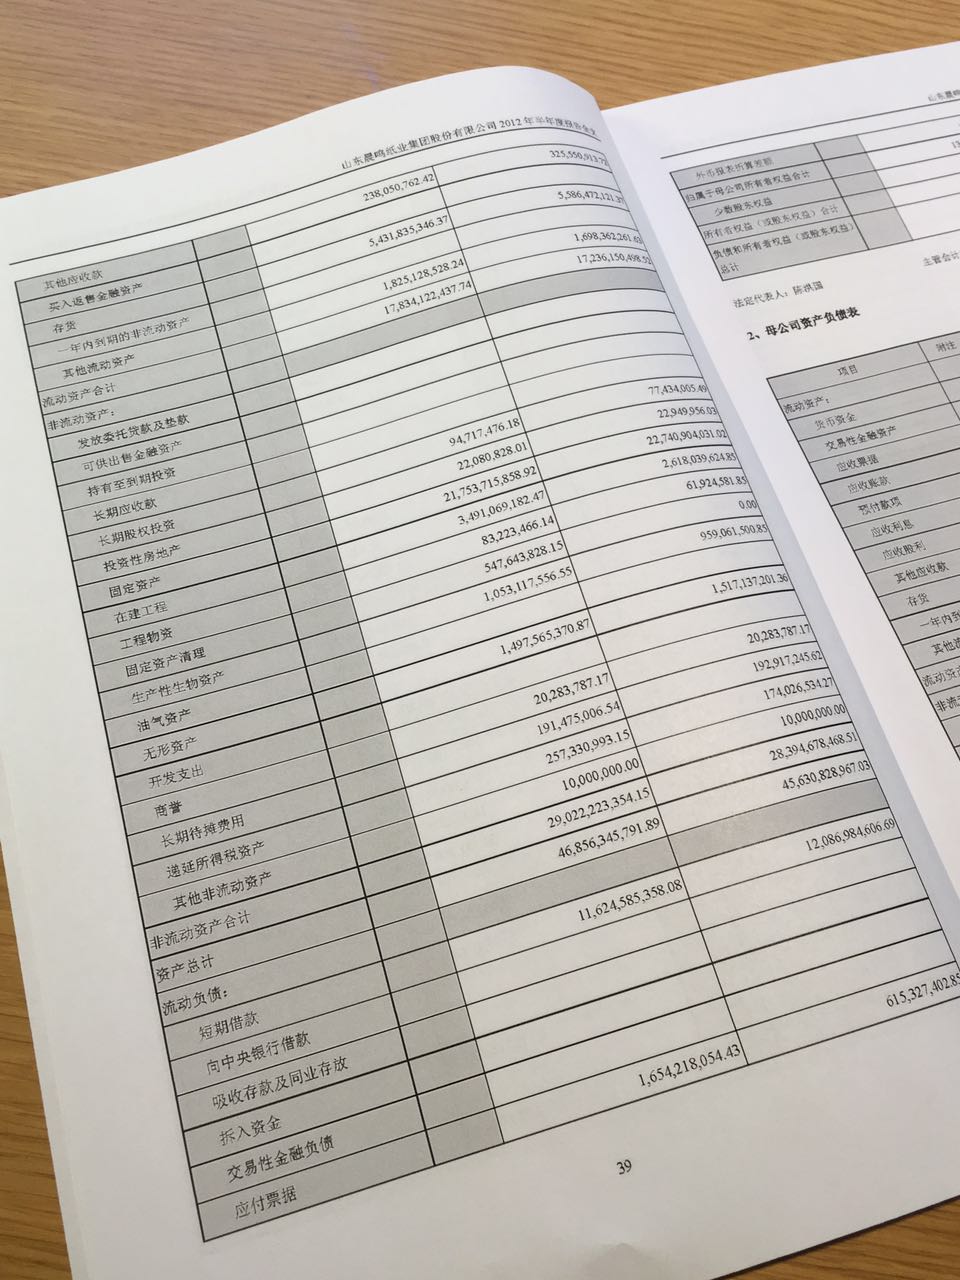 山东晨鸣纸业集团股份有限公司 2012 年半年度报告全文
其他应收款 238,050,762.42
买入返售金融资产
存货 5,431,835,346.37 5,586,472,121.37
一年内到期的非流动资产
其他流动资产 1,825,128,528.24 1,698,362,261.62
流动资产合计 17,834,122,437.74 17,236,150,498.52
非流动资产：
发放委托贷款及垫款
可供出售金融资产
持有至到期投资
长期应收款
长期股权投资 94,717,476.18 77,434,005.49
投资性房地产 22,080,828.01 22,949,956.03
固定资产 21,753,715,858.92 22,740,904,031.02
在建工程 3,491,069,182.47 2,618,039,624.85
工程物资 83,223,466.14 61,924,581.85
固定资产清理 547,643,828.15 0.00
生产性生物资产 1,053,117,556.55 959,061,500.85
油气资产
无形资产 1,497,565,370.87 1,517,137,201.36
开发支出
商誉 20,283,787.17 20,283,787.17
长期待摊费用 191,475,006.54 192,917,245.62
递延所得税资产 257,330,993.15 174,026,534.27
其他非流动资产 10,000,000.00 10,000,000.00
非流动资产合计 29,022,223,354.15 28,394,678,468.51
资产总计 46,856,345,791.89 45,630,828,967.03
流动负债：
短期借款 11,624,585,358.08 12,086,984,606.69
向中央银行借款
吸收存款及同业存放
拆入资金
交易性金融负债
应付票据 1,654,218,054.43 615,327,402.85
39
山东晨鸣
外币报表折算差额
归属于母公司所有者权益合计 13
少数股东权益
所有者权益（或股东权益）合计
负债和所有者权益（或股东权益）
总计
法定代表人：陈洪国 主管会计
2、母公司资产负债表
项目 附注
流动资产：
货币资金
交易性金融资产
应收票据
应收账款
预付款项
应收利息
应收股利
其他应收款
存货
一年内到
其他流
流动资产
非流